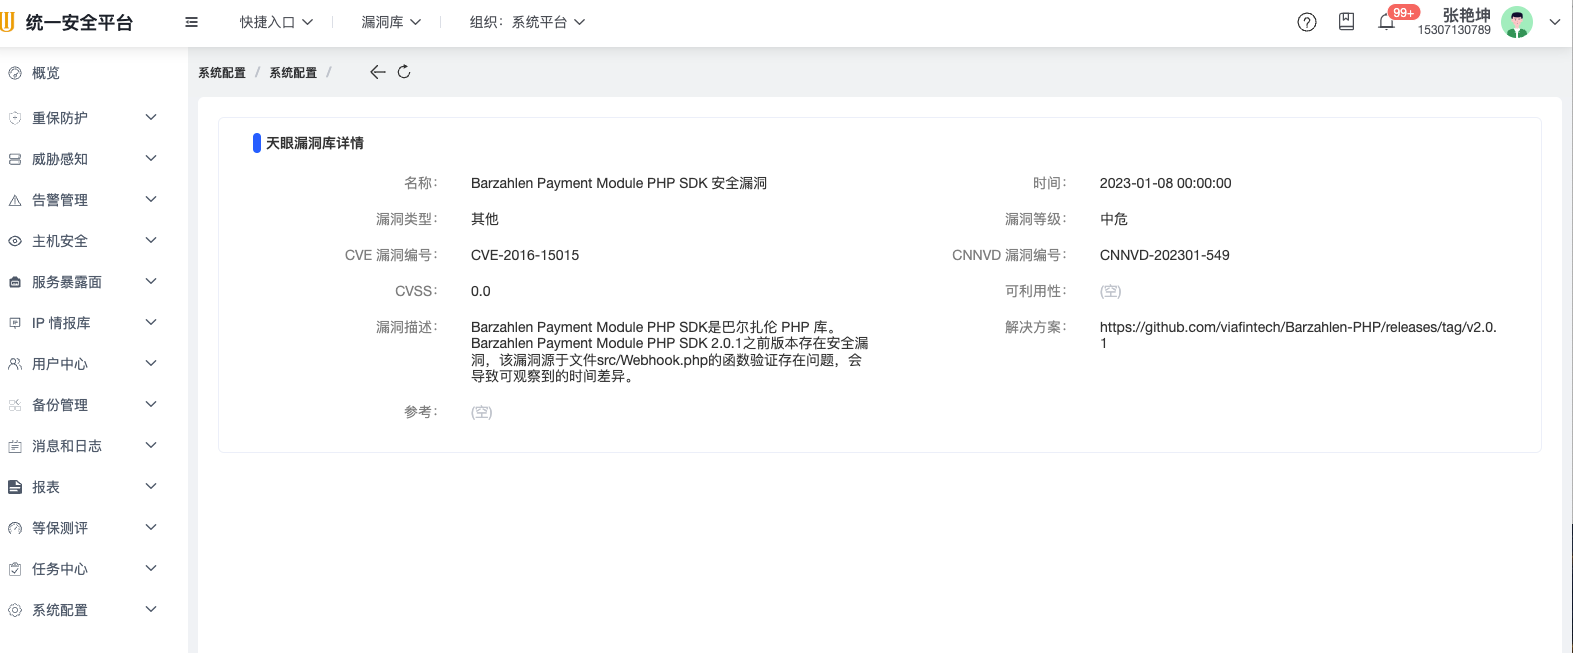 统一安全平台
快捷入口
漏洞库
组织：系统平台
99+
张艳坤
15307130789
概览
重保防护
威胁感知
告警管理
主机安全
服务暴露面
IP 情报库
用户中心
备份管理
消息和日志
报表
等保测评
任务中心
系统配置
系统配置 / 系统配置 /
天眼漏洞库详情
名称： Barzahlen Payment Module PHP SDK 安全漏洞
时间： 2023-01-08 00:00:00
漏洞类型： 其他
漏洞等级： 中危
CVE 漏洞编号： CVE-2016-15015
CNNVD 漏洞编号： CNNVD-202301-549
CVSS： 0.0
可利用性： (空)
漏洞描述： Barzahlen Payment Module PHP SDK是巴尔扎伦 PHP 库。
Barzahlen Payment Module PHP SDK 2.0.1之前版本存在安全漏
洞，该漏洞源于文件src/Webhook.php的函数验证存在问题，会
导致可观察到的时间差异。
解决方案： https://github.com/viafintech/Barzahlen-PHP/releases/tag/v2.0.
1
参考： (空)